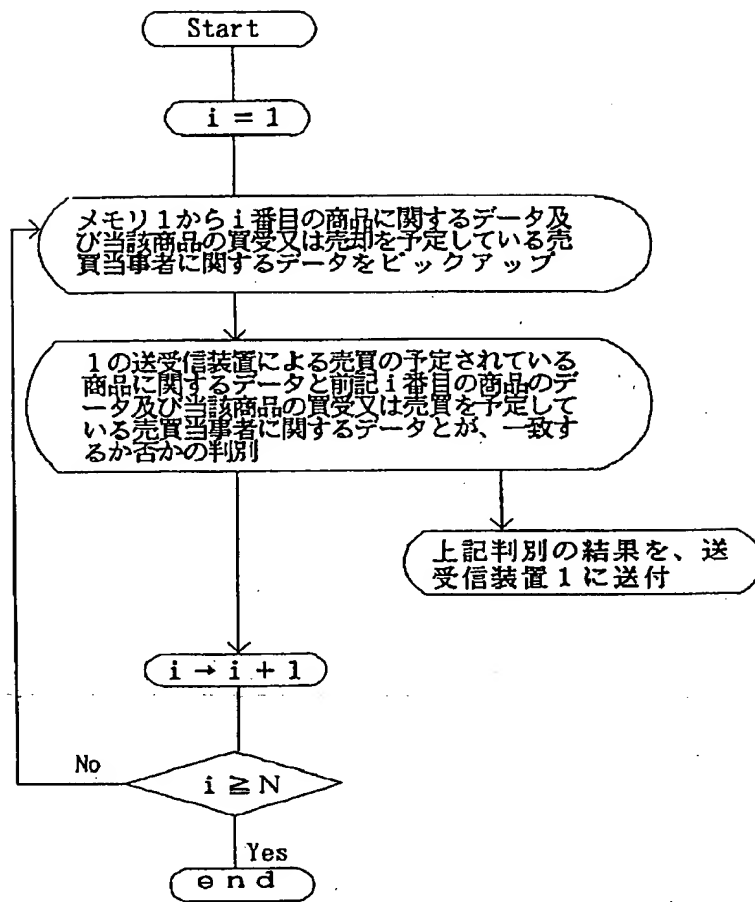 Start
i = 1
メモリ1からi番目の商品に関するデータ及
び当該商品の買受又は売却を予定している売
買当事者に関するデータをピックアップ
1の送受信装置による売買の予定されている
商品に関するデータと前記i番目の商品のデ
ータ及び当該商品の買受又は売買を予定して
いる売買当事者に関するデータとが、一致す
るか否かの判別
上記判別の結果を、送
受信装置1に送付
i → i + 1
No
i ≧ N
Yes
end